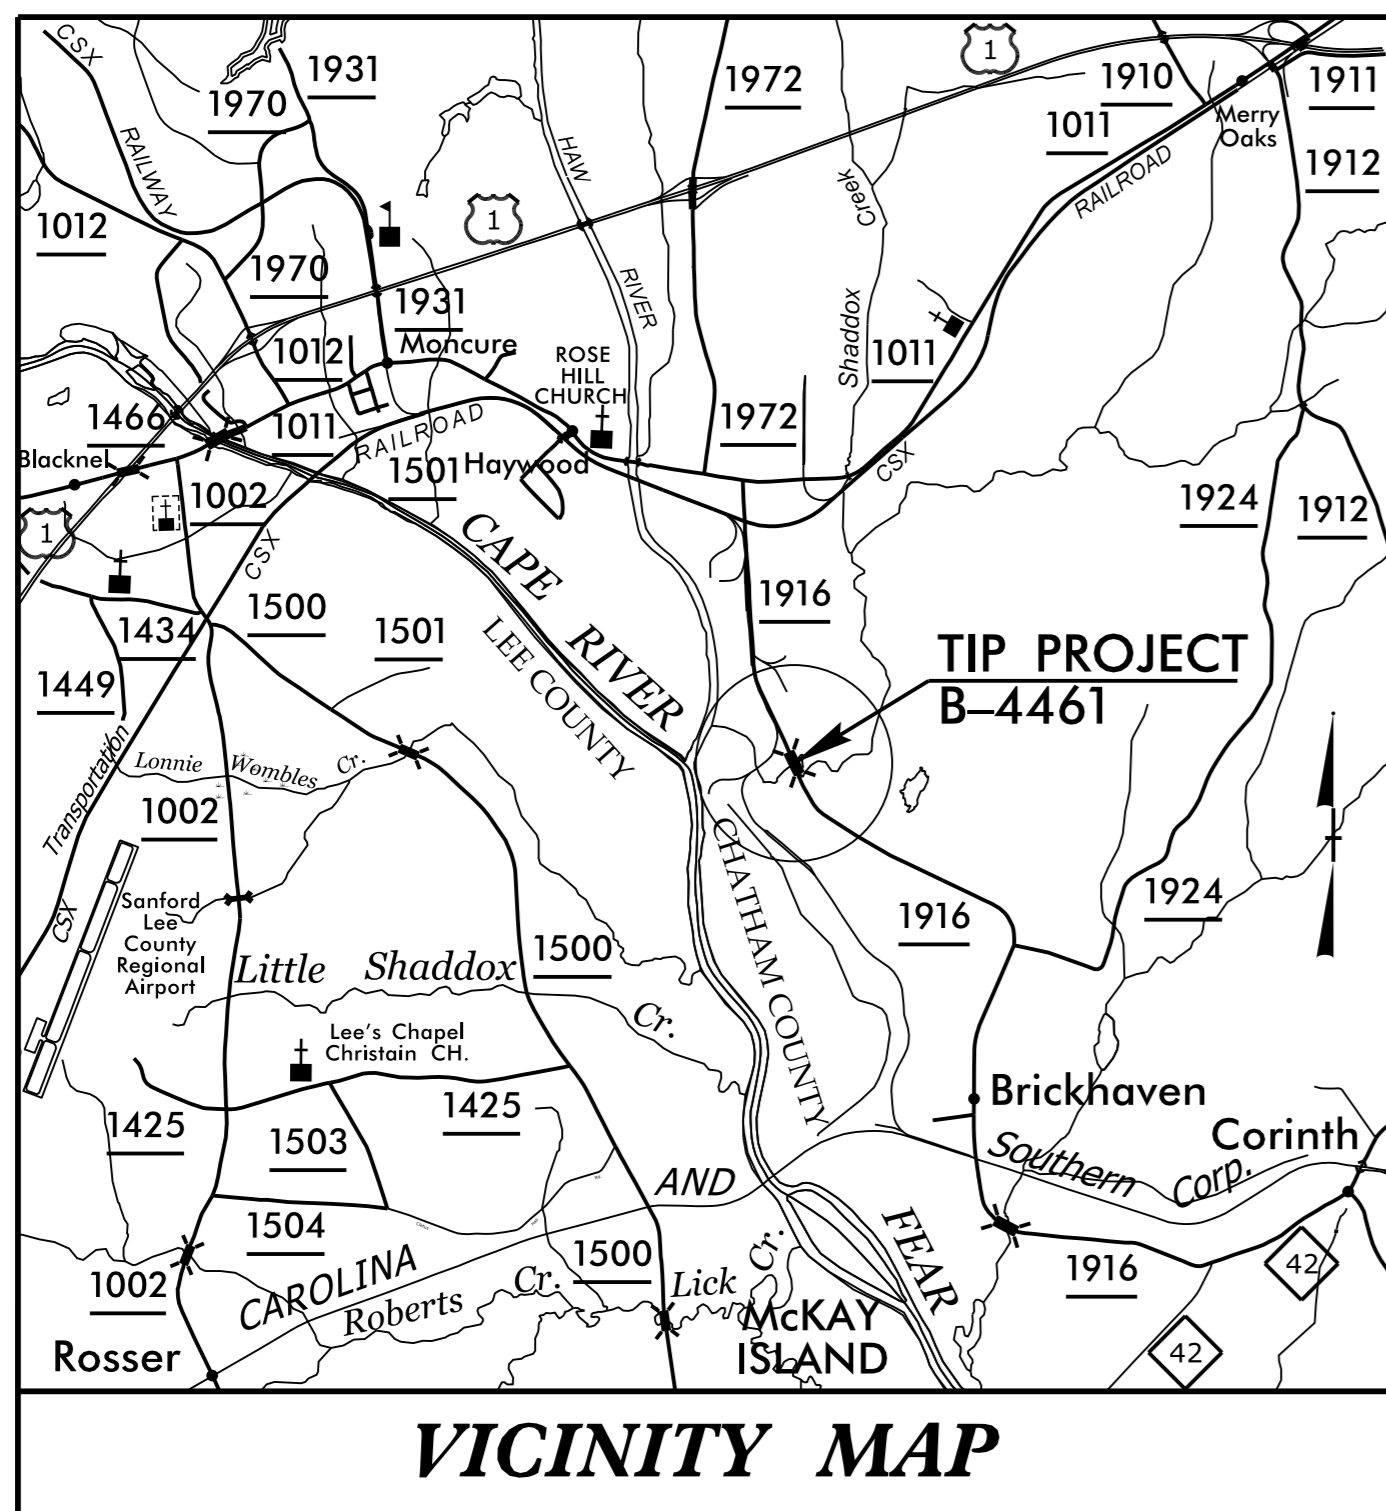 CSX
1931
1970
1
1972
1910
1911
1011
Merry
Oaks
RAILWAY
HAW
1912
RAILROAD
Creek
1012
1
1970
1931
RIVER
Shaddox
Moncure
1012
ROSE
HILL
CHURCH
1011
1466
1011
RAILROAD
1972
Blacknel
1501
Haywood
CSX
1002
1924
1912
1
CSX
CAPE
RIVER
1916
1500
1434
1501
LEE COUNTY
TIP PROJECT
B-4461
1449
Transportation
Lonnie Wombles Cr.
1002
CHATHAM COUNTY
Sanford
Lee
County
Regional
Airport
CSX
1924
1916
Little Shaddox
1500
Cr.
Lee's Chapel
Christain CH.
1425
1425
1503
Brickhaven
Corinth
Southern
Corp.
AND
1504
FEAR
1500
Cr.
1916
42
1002
CAROLINA
Cr.
Lick
Roberts
McKAY
ISLAND
42
Rosser
VICINITY MAP